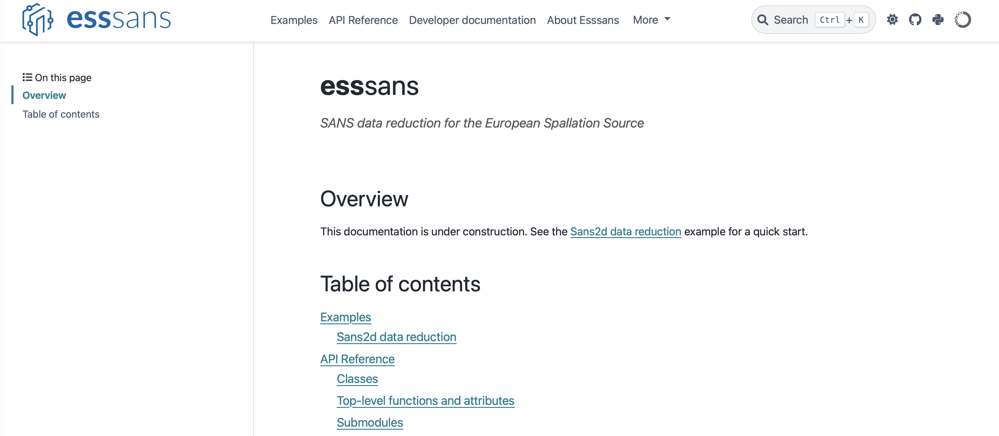 esssans
Examples API Reference Developer documentation About Esssans More
Search Ctrl + K
On this page
Overview
Table of contents
esssans
SANS data reduction for the European Spallation Source
Overview
This documentation is under construction. See the Sans2d data reduction example for a quick start.
Table of contents
Examples
Sans2d data reduction
API Reference
Classes
Top-level functions and attributes
Submodules